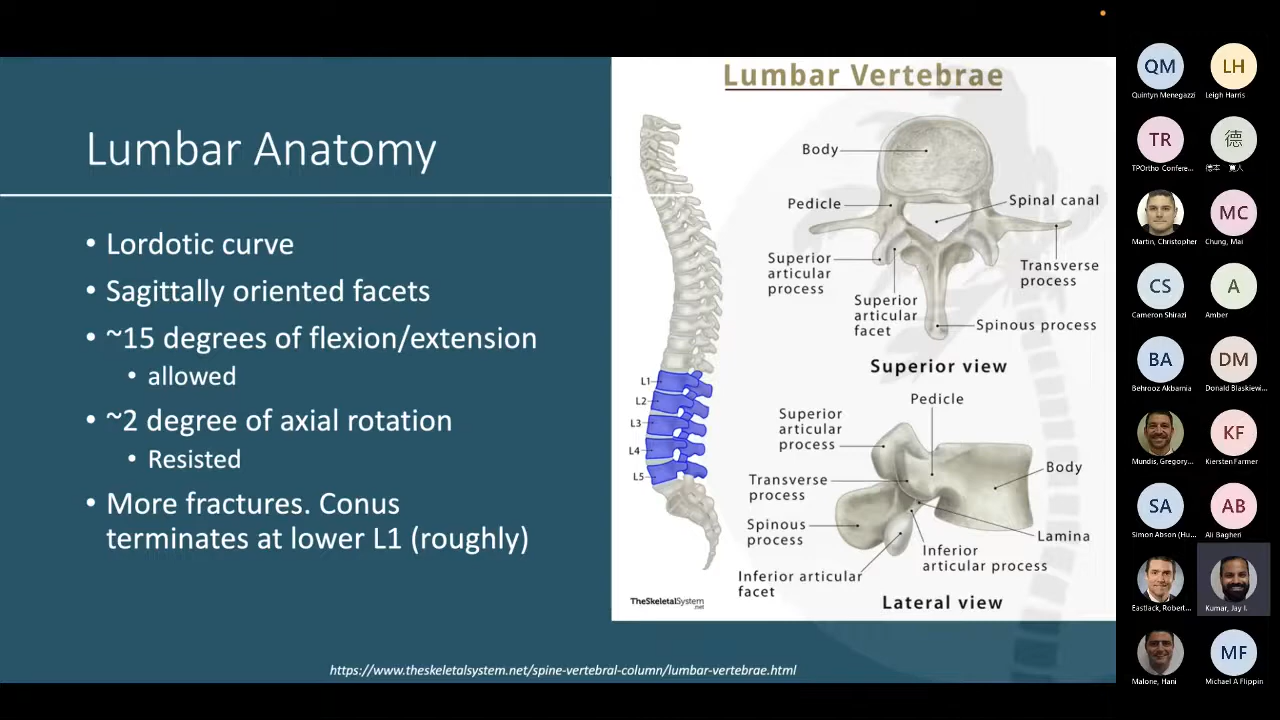 Lumbar Anatomy
• Lordotic curve
• Sagittally oriented facets
• ~15 degrees of flexion/extension
• allowed
• ~2 degree of axial rotation
• Resisted
• More fractures. Conus
terminates at lower L1 (roughly)
Lumbar Vertebrae
Body
Pedicle
Spinal canal
Superior
articular
process
Transverse
process
Superior
articular
facet
Spinous process
Superior view
L1
L2
L3
L4
L5
Pedicle
Superior
articular
process
Body
Transverse
process
Spinous
process
Lamina
Inferior
articular process
Inferior articular
facet
Lateral view
TheSkeletalSystem
.net
https://www.theskeletalsystem.net/spine-vertebral-column/lumbar-vertebrae.html
QM
Quintyn Menegazzi
LH
Leigh Harris
TR
TPOrtho Confere...
德
德本 寛人
Martin, Christopher
MC
Chung, Mai
CS
Cameron Shirazi
A
Amber
BA
Behrooz Akbarnia
DM
Donald Blaskiewi...
Mundis, Gregory...
KF
Kiersten Farmer
SA
Simon Abson (Hu...
AB
Ali Bagheri
Eastlack, Robert...
Kumar, Jay I.
Malone, Hani
MF
Michael A Flippin